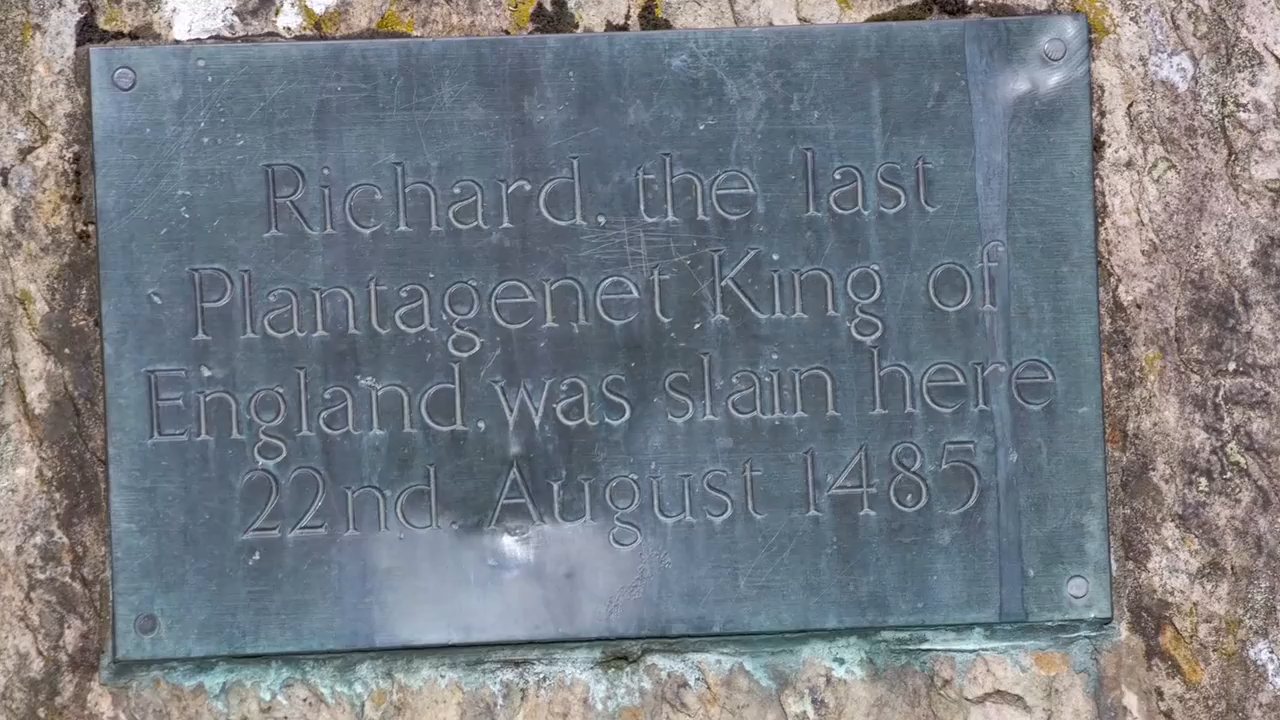 Richard, the last
Plantagenet King of
England, was slain here
22nd. August 1485